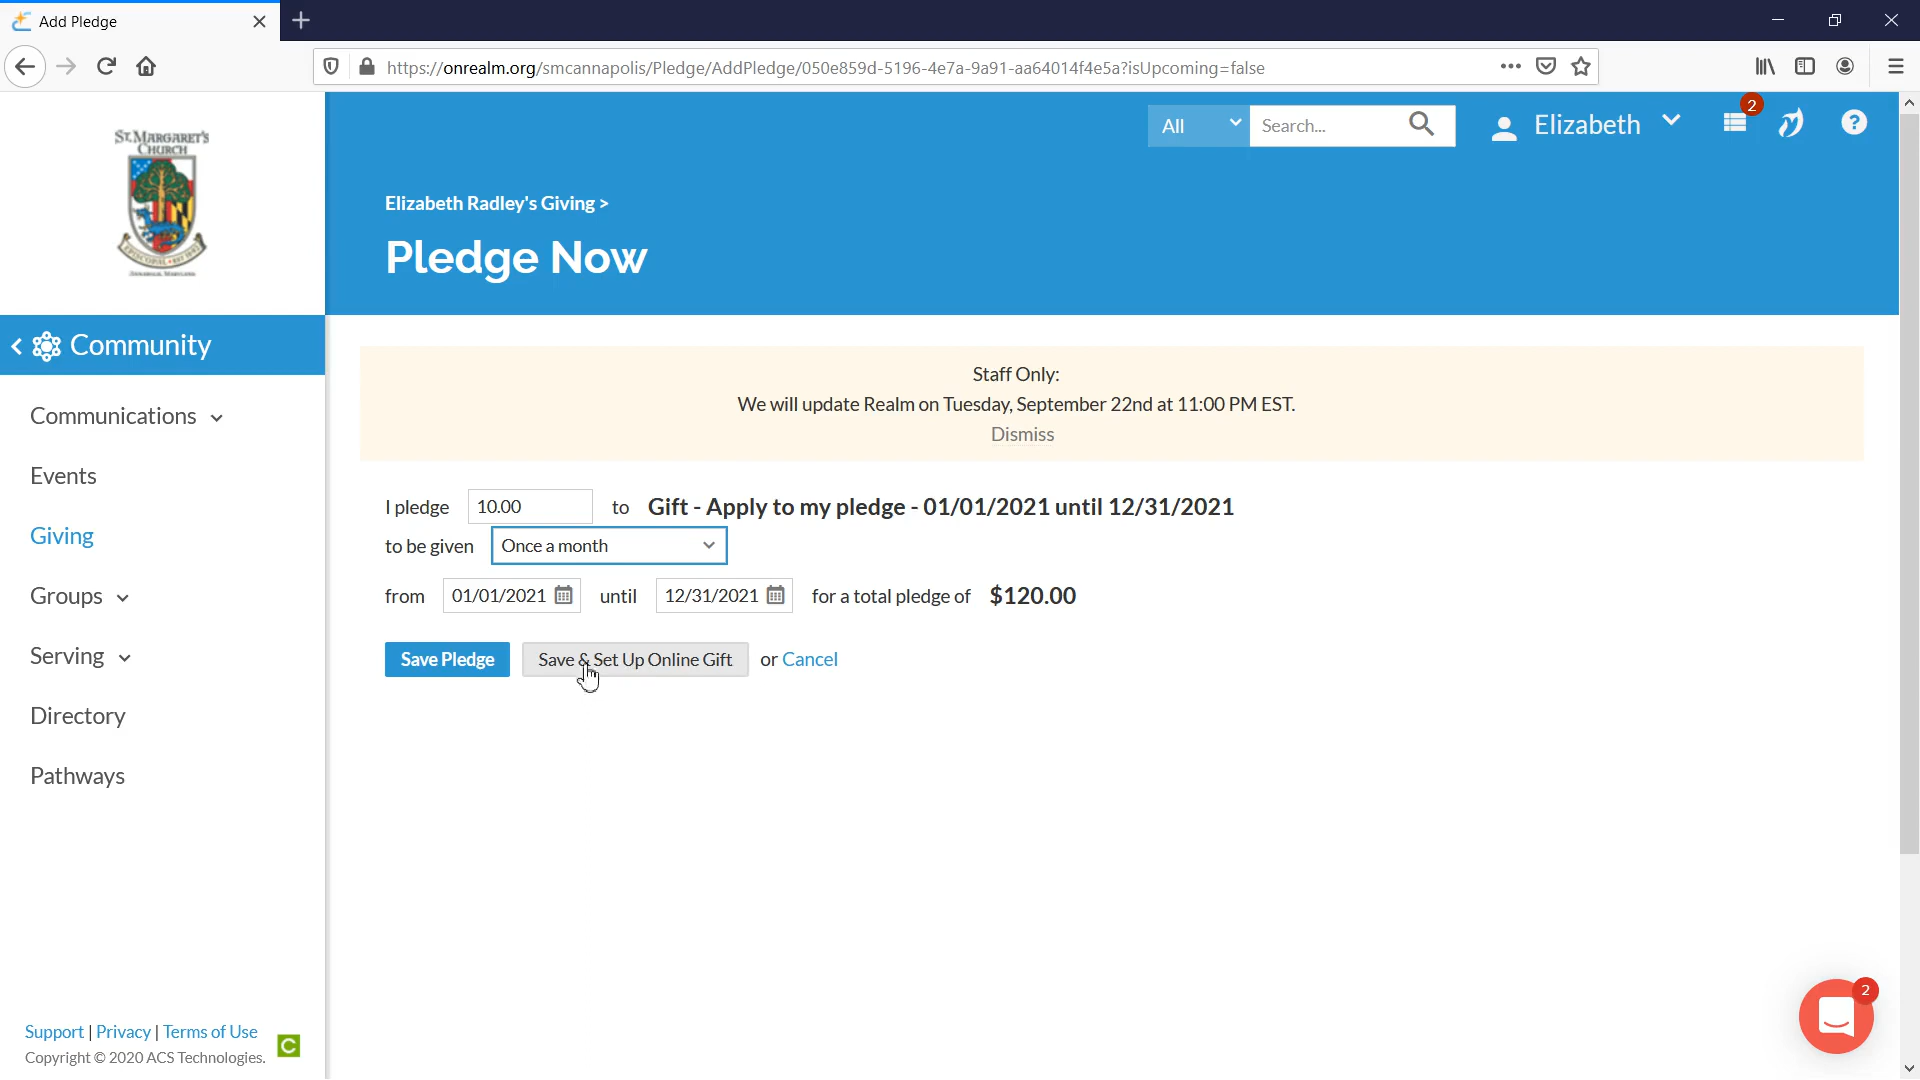 Add Pledge
https://onrealm.org/smcannapolis/Pledge/AddPledge/050e859d-5196-4e7a-9a91-aa64014f4e5a?isUpcoming=false
St. Margaret's
Church
All
Search...
Elizabeth
2
Elizabeth Radley's Giving >
Pledge Now
Community
Communications
Events
Giving
Groups
Serving
Directory
Pathways
Staff Only:
We will update Realm on Tuesday, September 22nd at 11:00 PM EST.
Dismiss
I pledge 10.00 to Gift - Apply to my pledge - 01/01/2021 until 12/31/2021
to be given Once a month
from 01/01/2021 until 12/31/2021 for a total pledge of $120.00
Save Pledge Save & Set Up Online Gift or Cancel
2
Support | Privacy | Terms of Use
Copyright © 2020 ACS Technologies.
C